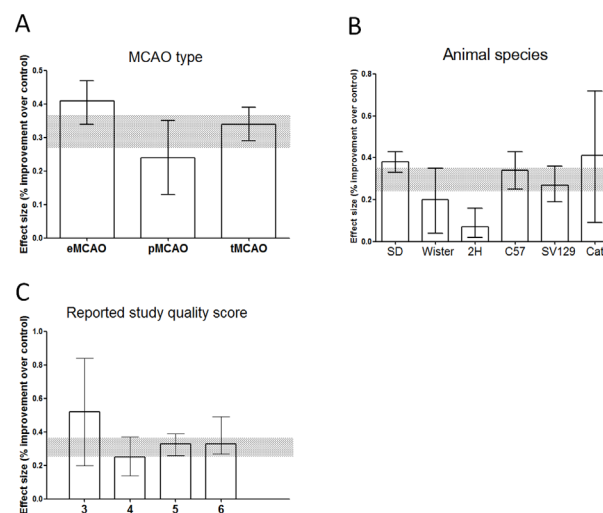 A
MCAO type
Effect size (% improvement over control)
0.5
0.4
0.3
0.2
0.1
0.0
eMCAO pMCAO tMCAO
B
Animal species
Effect size (% improvement over control)
0.8
0.6
0.4
0.2
0.0
SD Wister 2H C57 SV129 Cat
C
Reported study quality score
Effect size (% improvement over control)
1.0
0.8
0.6
0.4
0.2
0.0
3 4 5 6